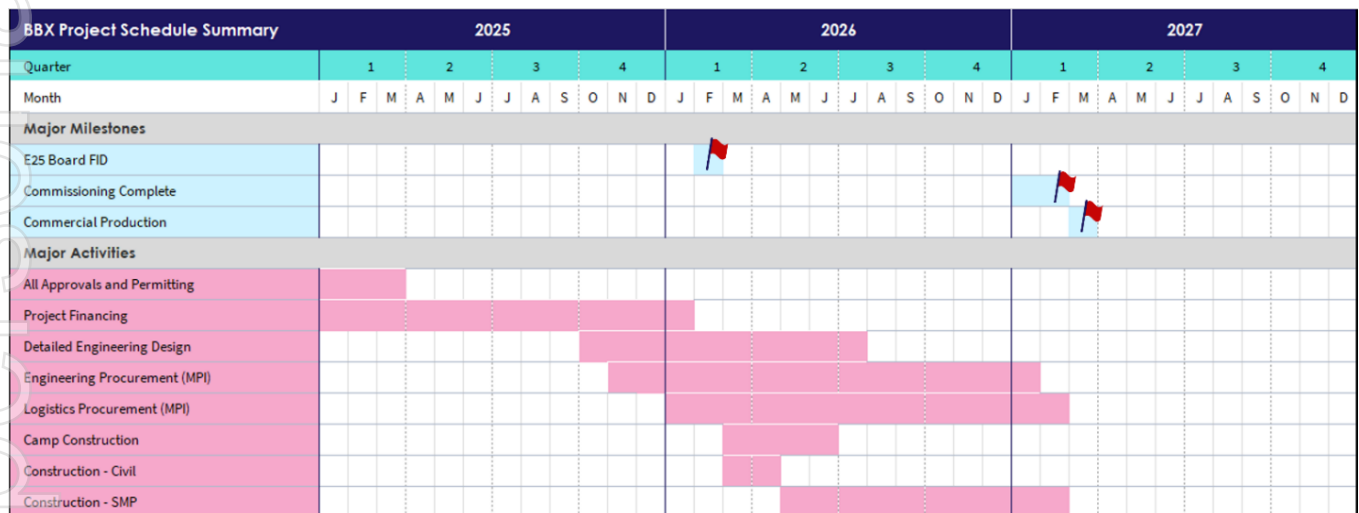 BBX Project Schedule Summary 2025 2026 2027
Quarter 1 2 3 4 1 2 3 4 1 2 3 4
Month J F M A M J J A S O N D J F M A M J J A S O N D J F M A M J J A S O N D
Major Milestones
E25 Board FID
Commissioning Complete
Commercial Production
Major Activities
All Approvals and Permitting
Project Financing
Detailed Engineering Design
Engineering Procurement (MPI)
Logistics Procurement (MPI)
Camp Construction
Construction - Civil
Construction - SMP